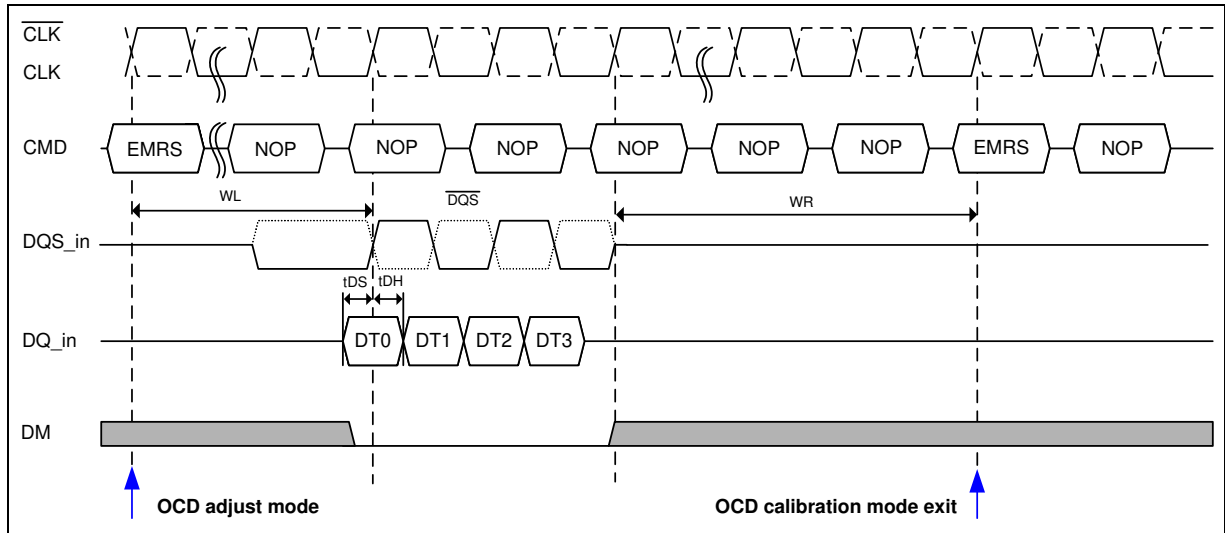 CLK
CLK
CMD
EMRS NOP NOP NOP NOP NOP NOP EMRS NOP
WL DQS WR
DQS_in
tDS tDH
DQ_in DT0 DT1 DT2 DT3
DM
OCD adjust mode OCD calibration mode exit